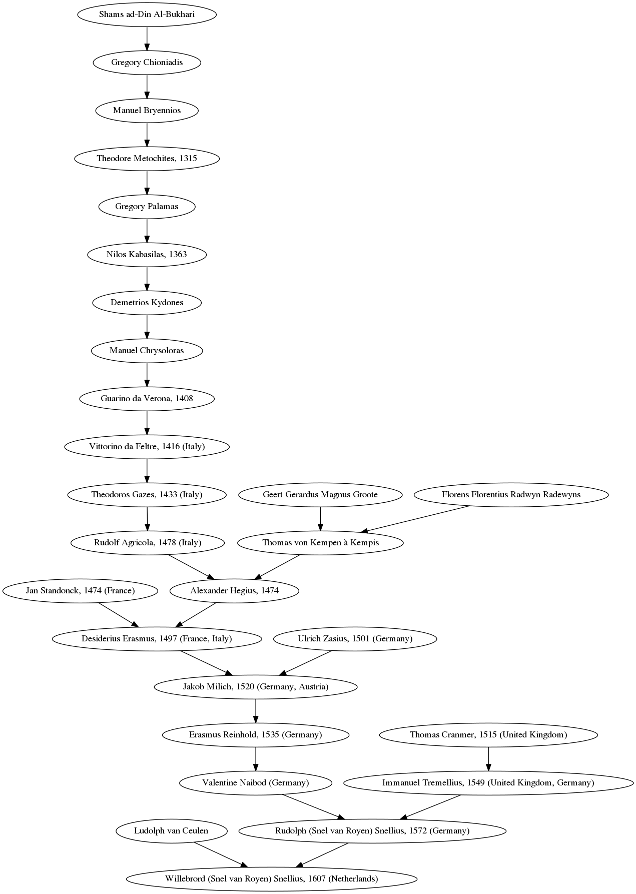 Shams ad-Din Al-Bukhari
Gregory Chioniadis
Manuel Bryennios
Theodore Metochites, 1315
Gregory Palamas
Nilos Kabasilas, 1363
Demetrios Kydones
Manuel Chrysoloras
Guarino da Verona, 1408
Vittorino da Feltre, 1416 (Italy)
Theodoros Gazes, 1433 (Italy)
Geert Gerardus Magnus Groote
Florens Florentius Radwyn Radewyns
Rudolf Agricola, 1478 (Italy)
Thomas von Kempen à Kempis
Jan Standonck, 1474 (France)
Alexander Hegius, 1474
Desiderius Erasmus, 1497 (France, Italy)
Ulrich Zasius, 1501 (Germany)
Jakob Milich, 1520 (Germany, Austria)
Erasmus Reinhold, 1535 (Germany)
Thomas Cranmer, 1515 (United Kingdom)
Valentine Naibod (Germany)
Immanuel Tremellius, 1549 (United Kingdom, Germany)
Ludolph van Ceulen
Rudolph (Snel van Royen) Snellius, 1572 (Germany)
Willebrord (Snel van Royen) Snellius, 1607 (Netherlands)